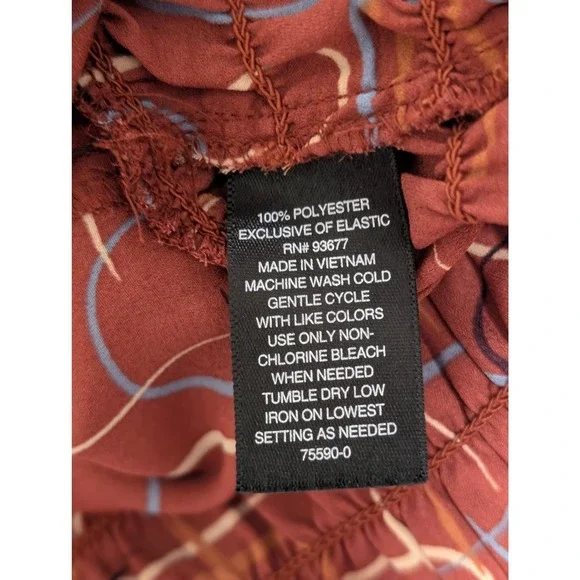 100% POLYESTER
EXCLUSIVE OF ELASTIC
RN# 93677
MADE IN VIETNAM
MACHINE WASH COLD
GENTLE CYCLE
WITH LIKE COLORS
USE ONLY NON-
CHLORINE BLEACH
WHEN NEEDED
TUMBLE DRY LOW
IRON ON LOWEST
SETTING AS NEEDED
75590-0